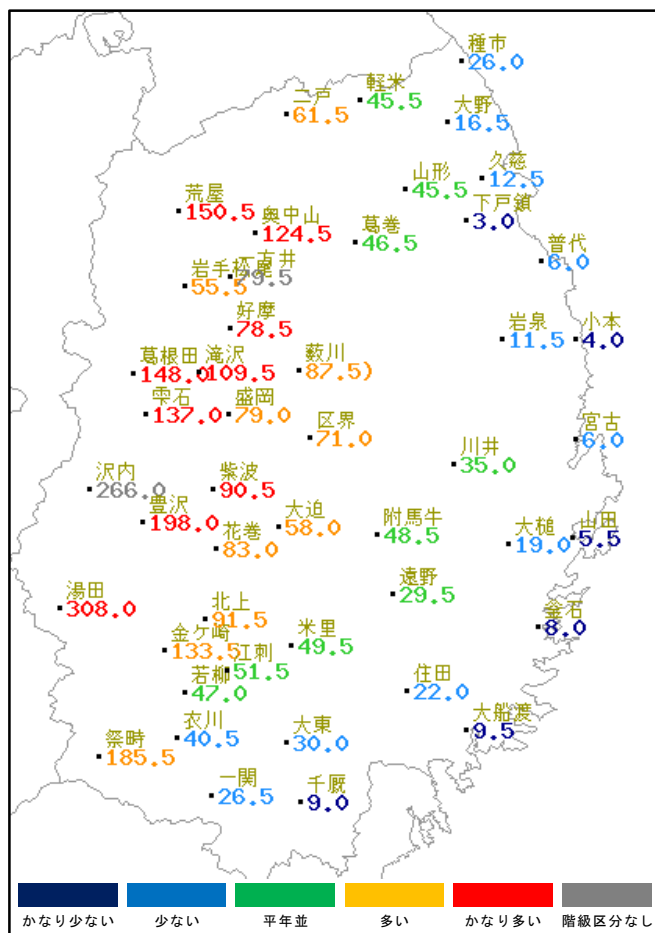 種市
26.0
軽米
45.5
二戸
61.5
大野
16.5
久慈
12.5
山形
45.5
下戸鎖
3.0
荒屋
150.5
奥中山
124.5
葛巻
46.5
普代
6.0
岩手松尾
55.5
一方井
79.5
好摩
78.5
岩泉
11.5
小本
4.0
葛根田
148.0
滝沢
109.5
薮川
87.5)
雫石
137.0
盛岡
79.0
区界
71.0
宮古
6.0
川井
35.0
沢内
266.0
紫波
90.5
豊沢
198.0
大迫
58.0
花巻
83.0
附馬牛
48.5
大槌
19.0
山田
5.5
湯田
308.0
遠野
29.5
北上
91.5
釜石
8.0
金ケ崎
133.5
米里
49.5
江刺
51.5
若柳
47.0
住田
22.0
衣川
40.5
大東
30.0
大船渡
9.5
祭畤
185.5
一関
26.5
千厩
9.0
かなり少ない 少ない 平年並 多い かなり多い 階級区分なし